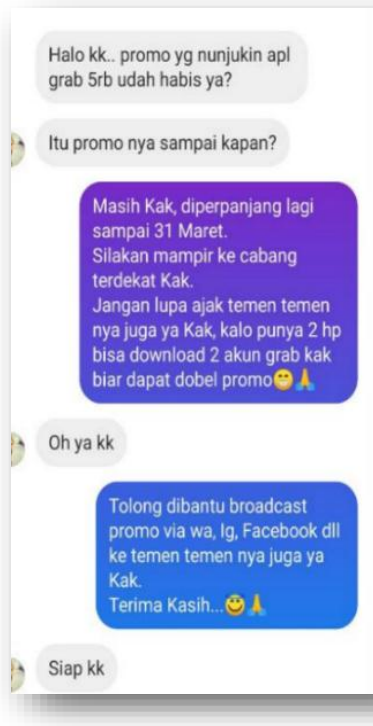 Halo kk.. promo yg nunjukin apl
grab 5rb udah habis ya?
Itu promo nya sampai kapan?
Masih Kak, diperpanjang lagi
sampai 31 Maret.
Silakan mampir ke cabang
terdekat Kak.
Jangan lupa ajak temen temen
nya juga ya Kak, kalo punya 2 hp
bisa download 2 akun grab kak
biar dapat dobel promo😁🙏
Oh ya kk
Tolong dibantu broadcast
promo via wa, Ig, Facebook dll
ke temen temen nya juga ya
Kak.
Terima Kasih...😇🙏
Siap kk